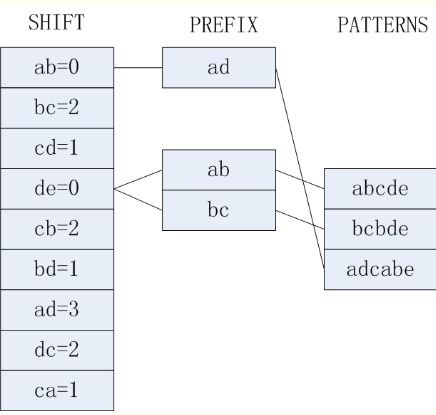 SHIFT PREFIX PATTERNS
ab=0 ad
bc=2
cd=1
de=0 ab abcde
cb=2 bc bcbde
bd=1 adcabe
ad=3
dc=2
ca=1